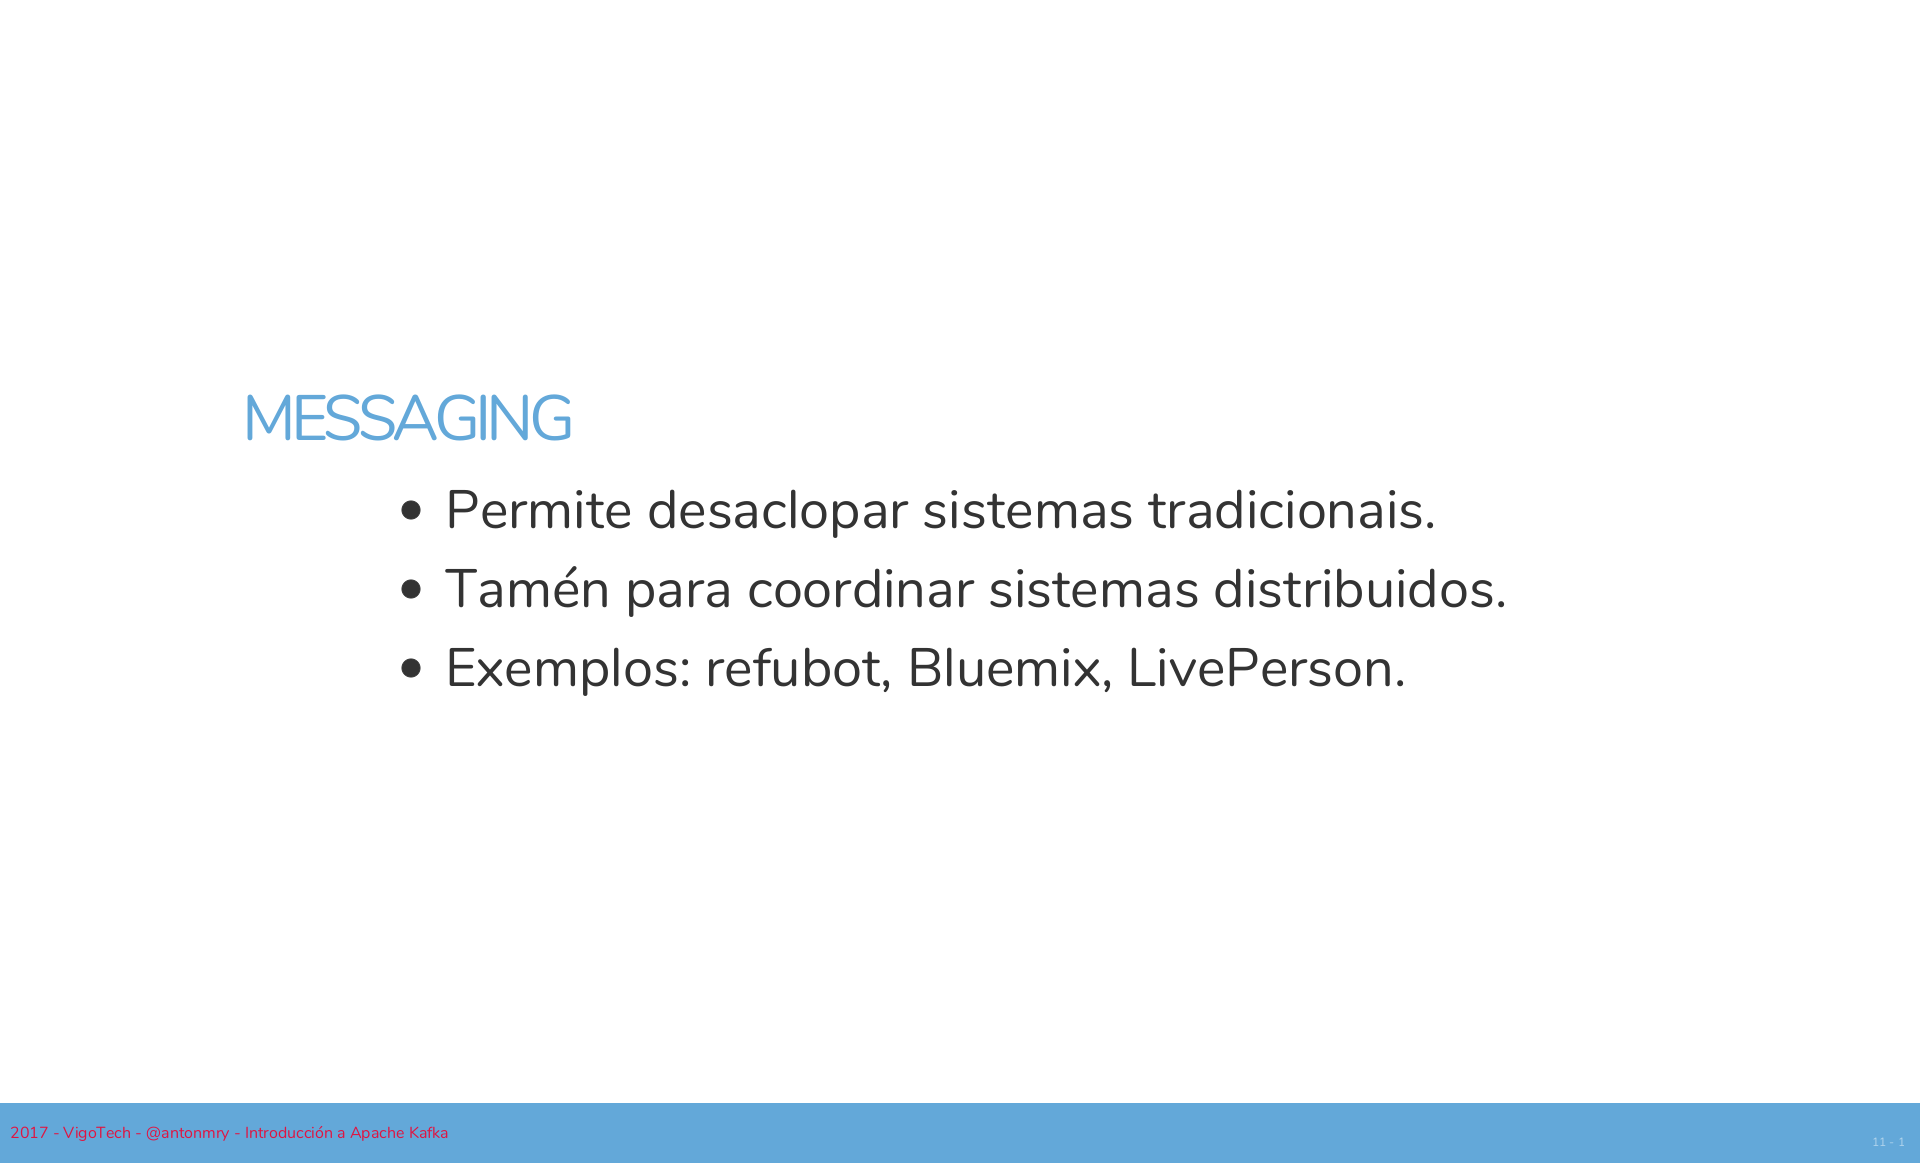 MESSAGING
• Permite desaclopar sistemas tradicionais.
• Tamén para coordinar sistemas distribuidos.
• Exemplos: refubot, Bluemix, LivePerson.
2017 - VigoTech - @antonmry - Introducción a Apache Kafka
11 - 1